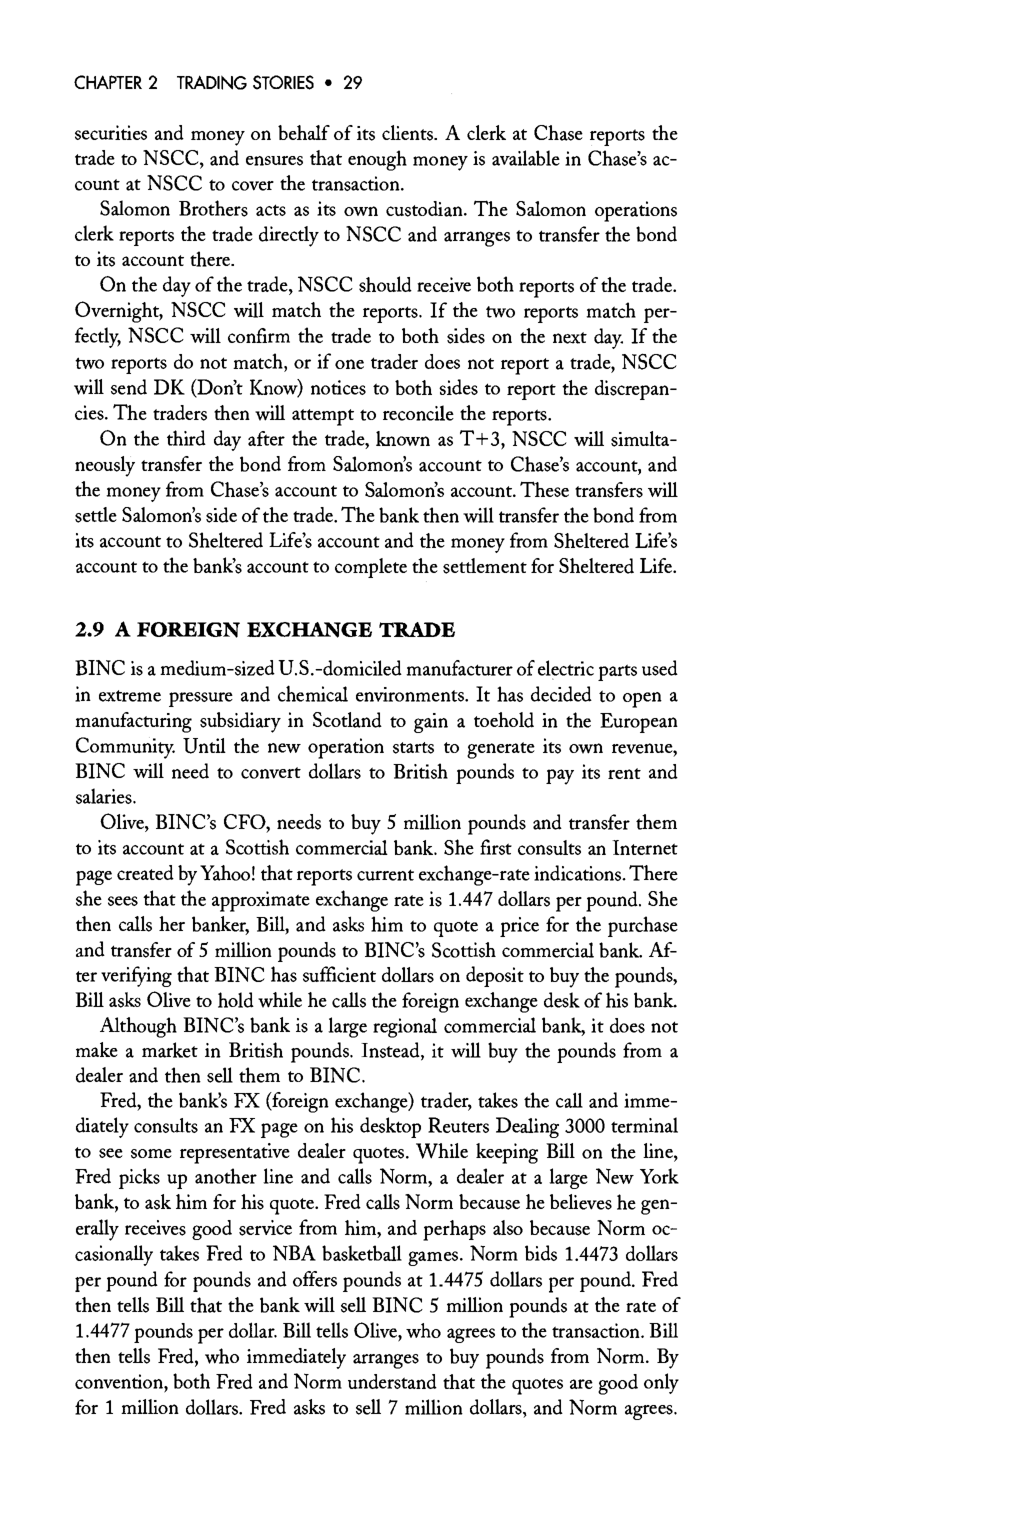 CHAPTER 2 TRADING STORIES • 29
securities and money on behalf of its clients. A clerk at Chase reports the
trade to NSCC, and ensures that enough money is available in Chase's ac-
count at NSCC to cover the transaction.
Salomon Brothers acts as its own custodian. The Salomon operations
clerk reports the trade directly to NSCC and arranges to transfer the bond
to its account there.
On the day of the trade, NSCC should receive both reports of the trade.
Overnight, NSCC will match the reports. If the two reports match per-
fectly, NSCC will confirm the trade to both sides on the next day. If the
two reports do not match, or if one trader does not report a trade, NSCC
will send DK (Don't Know) notices to both sides to report the discrepan-
cies. The traders then will attempt to reconcile the reports.
On the third day after the trade, known as T+3, NSCC will simulta-
neously transfer the bond from Salomon's account to Chase's account, and
the money from Chase's account to Salomon's account. These transfers will
settle Salomon's side of the trade. The bank then will transfer the bond from
its account to Sheltered Life's account and the money from Sheltered Life's
account to the bank's account to complete the settlement for Sheltered Life.
2.9 A FOREIGN EXCHANGE TRADE
BINC is a medium-sized U.S.-domiciled manufacturer of electric parts used
in extreme pressure and chemical environments. It has decided to open a
manufacturing subsidiary in Scotland to gain a toehold in the European
Community. Until the new operation starts to generate its own revenue,
BINC will need to convert dollars to British pounds to pay its rent and
salaries.
Olive, BINC's CFO, needs to buy 5 million pounds and transfer them
to its account at a Scottish commercial bank. She first consults an Internet
page created by Yahoo! that reports current exchange-rate indications. There
she sees that the approximate exchange rate is 1.447 dollars per pound. She
then calls her banker, Bill, and asks him to quote a price for the purchase
and transfer of 5 million pounds to BINC's Scottish commercial bank. Af-
ter verifying that BINC has sufficient dollars on deposit to buy the pounds,
Bill asks Olive to hold while he calls the foreign exchange desk of his bank.
Although BINC's bank is a large regional commercial bank, it does not
make a market in British pounds. Instead, it will buy the pounds from a
dealer and then sell them to BINC.
Fred, the bank's FX (foreign exchange) trader, takes the call and imme-
diately consults an FX page on his desktop Reuters Dealing 3000 terminal
to see some representative dealer quotes. While keeping Bill on the line,
Fred picks up another line and calls Norm, a dealer at a large New York
bank, to ask him for his quote. Fred calls Norm because he believes he gen-
erally receives good service from him, and perhaps also because Norm oc-
casionally takes Fred to NBA basketball games. Norm bids 1.4473 dollars
per pound for pounds and offers pounds at 1.4475 dollars per pound. Fred
then tells Bill that the bank will sell BINC 5 million pounds at the rate of
1.4477 pounds per dollar. Bill tells Olive, who agrees to the transaction. Bill
then tells Fred, who immediately arranges to buy pounds from Norm. By
convention, both Fred and Norm understand that the quotes are good only
for 1 million dollars. Fred asks to sell 7 million dollars, and Norm agrees.